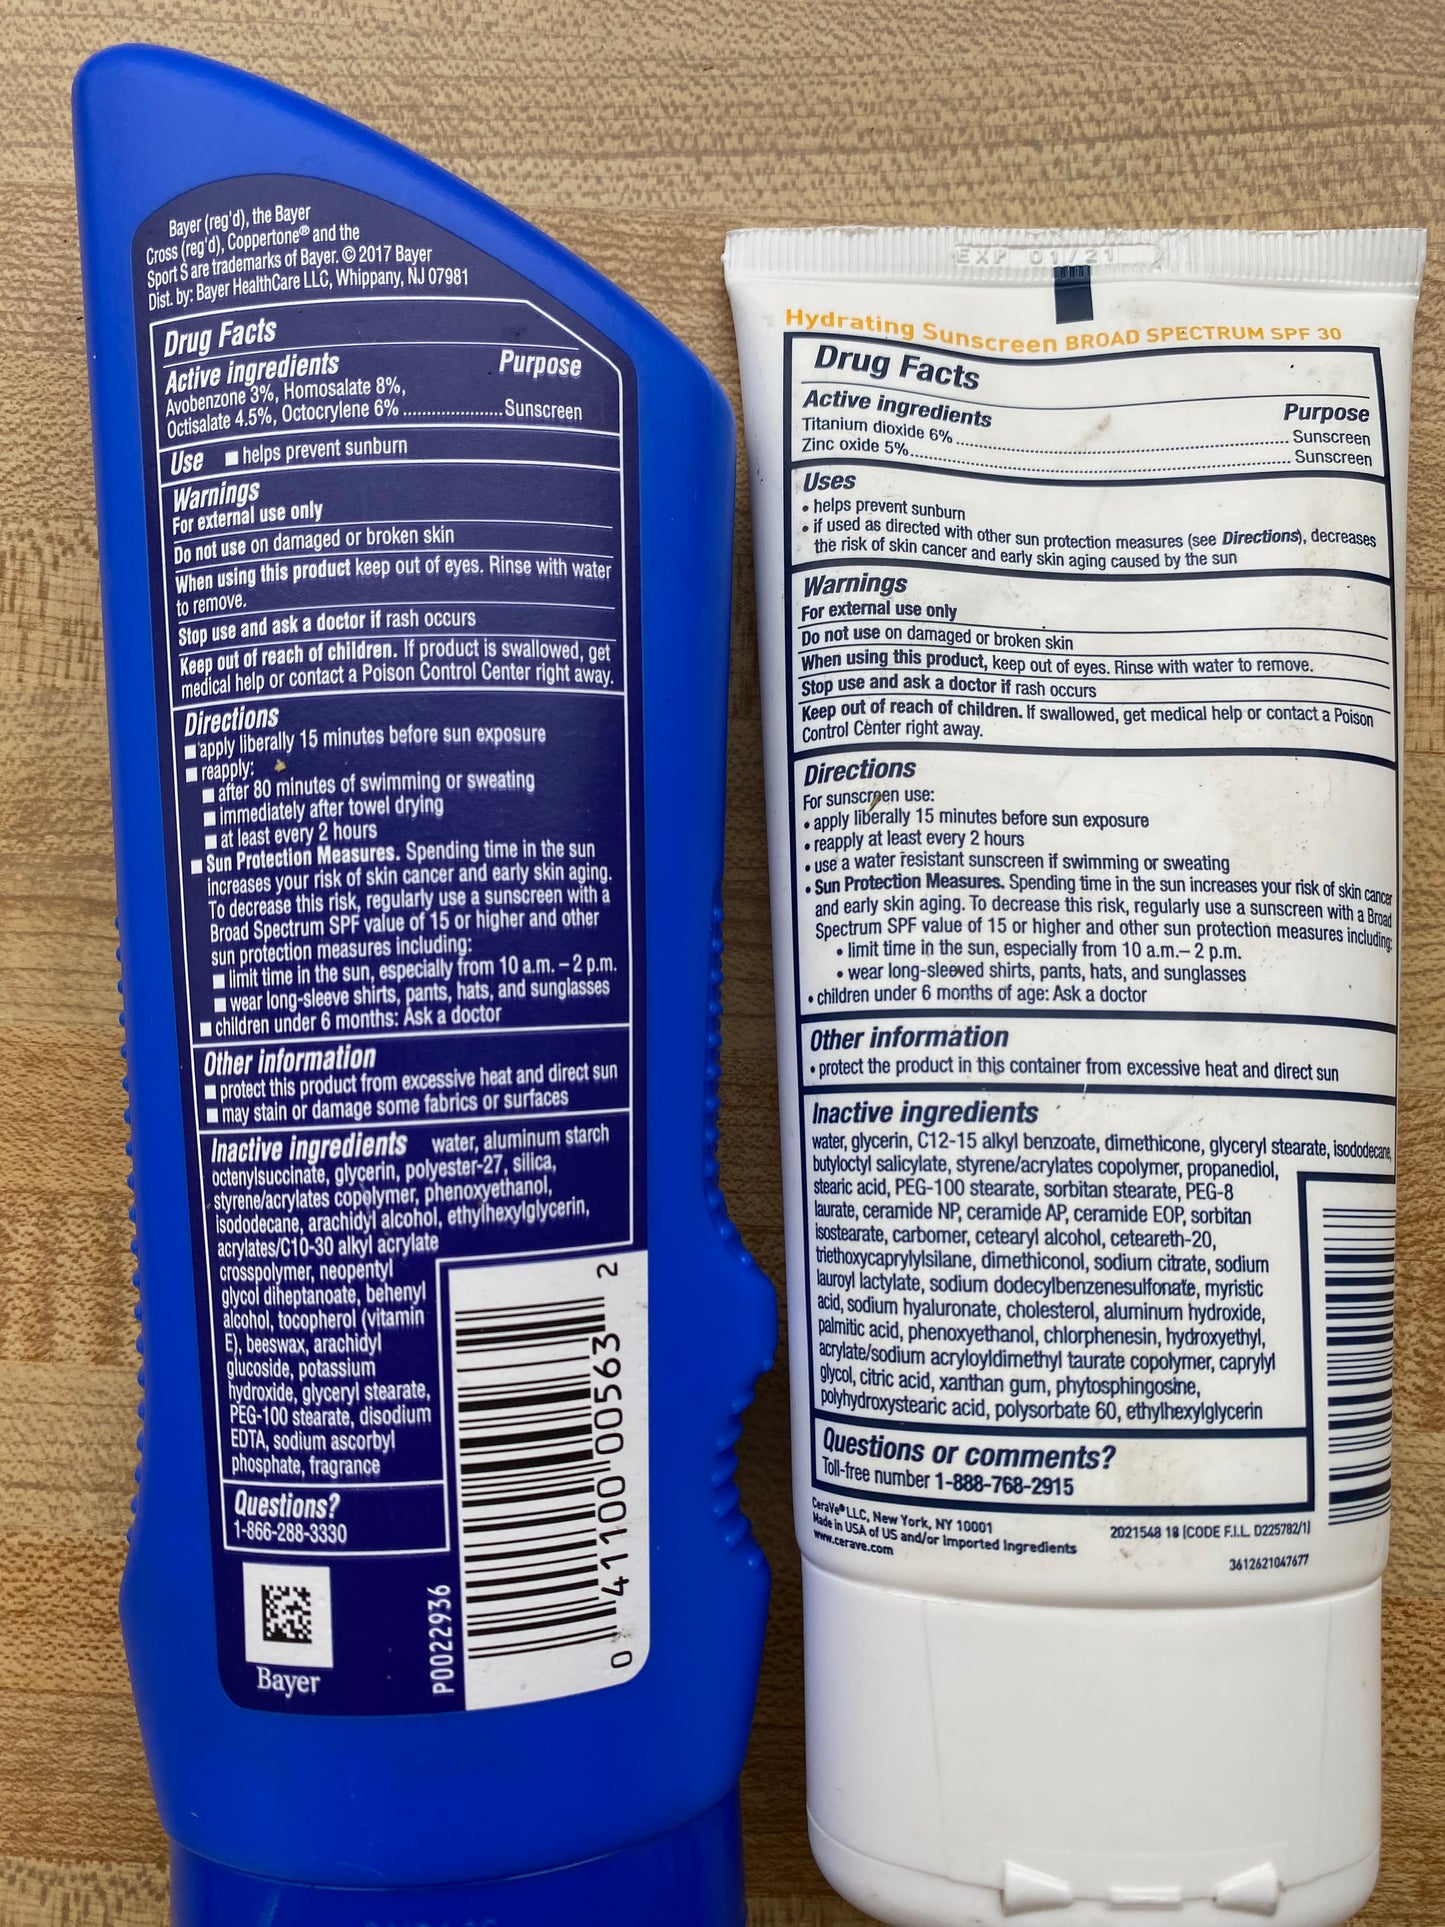 Bayer (reg'd), the Bayer
Cross (reg'd), Coppertone® and the
Sport S are trademarks of Bayer. © 2017 Bayer
Dist. by: Bayer HealthCare LLC, Whippany, NJ 07981
Drug Facts
Active ingredients Purpose
Avobenzone 3%, Homosalate 8%,
Octisalate 4.5%, Octocrylene 6% .................... Sunscreen
Use ■ helps prevent sunburn
Warnings
For external use only
Do not use on damaged or broken skin
When using this product keep out of eyes. Rinse with water
to remove.
Stop use and ask a doctor if rash occurs
Keep out of reach of children. If product is swallowed, get
medical help or contact a Poison Control Center right away.
Directions
■ apply liberally 15 minutes before sun exposure
■ reapply:
■ after 80 minutes of swimming or sweating
■ immediately after towel drying
■ at least every 2 hours
■ Sun Protection Measures. Spending time in the sun
increases your risk of skin cancer and early skin aging.
To decrease this risk, regularly use a sunscreen with a
Broad Spectrum SPF value of 15 or higher and other
sun protection measures including:
■ limit time in the sun, especially from 10 a.m. – 2 p.m.
■ wear long-sleeve shirts, pants, hats, and sunglasses
■ children under 6 months: Ask a doctor
Other information
■ protect this product from excessive heat and direct sun
■ may stain or damage some fabrics or surfaces
Inactive ingredients water, aluminum starch
octenylsuccinate, glycerin, polyester-27, silica,
styrene/acrylates copolymer, phenoxyethanol,
isododecane, arachidyl alcohol, ethylhexylglycerin,
acrylates/C10-30 alkyl acrylate
crosspolymer, neopentyl
glycol diheptanoate, behenyl
alcohol, tocopherol (vitamin
E), beeswax, arachidyl
glucoside, potassium
hydroxide, glyceryl stearate,
PEG-100 stearate, disodium
EDTA, sodium ascorbyl
phosphate, fragrance
Questions?
1-866-288-3330
Bayer
P0022936
0 41100 00563 2
EXP 01/21
Hydrating Sunscreen BROAD SPECTRUM SPF 30
Drug Facts
Active ingredients Purpose
Titanium dioxide 6% ........................................ Sunscreen
Zinc oxide 5%.................................................. Sunscreen
Uses
• helps prevent sunburn
• if used as directed with other sun protection measures (see Directions), decreases
the risk of skin cancer and early skin aging caused by the sun
Warnings
For external use only
Do not use on damaged or broken skin
When using this product, keep out of eyes. Rinse with water to remove.
Stop use and ask a doctor if rash occurs
Keep out of reach of children. If swallowed, get medical help or contact a Poison
Control Center right away.
Directions
For sunscreen use:
• apply liberally 15 minutes before sun exposure
• reapply at least every 2 hours
• use a water resistant sunscreen if swimming or sweating
• Sun Protection Measures. Spending time in the sun increases your risk of skin cancer
and early skin aging. To decrease this risk, regularly use a sunscreen with a Broad
Spectrum SPF value of 15 or higher and other sun protection measures including:
• limit time in the sun, especially from 10 a.m.– 2 p.m.
• wear long-sleeved shirts, pants, hats, and sunglasses
• children under 6 months of age: Ask a doctor
Other information
• protect the product in this container from excessive heat and direct sun
Inactive ingredients
water, glycerin, C12-15 alkyl benzoate, dimethicone, glyceryl stearate, isododecane,
butyloctyl salicylate, styrene/acrylates copolymer, propanediol,
stearic acid, PEG-100 stearate, sorbitan stearate, PEG-8
laurate, ceramide NP, ceramide AP, ceramide EOP, sorbitan
isostearate, carbomer, cetearyl alcohol, ceteareth-20,
triethoxycaprylylsilane, dimethiconol, sodium citrate, sodium
lauroyl lactylate, sodium dodecylbenzenesulfonate, myristic
acid, sodium hyaluronate, cholesterol, aluminum hydroxide,
palmitic acid, phenoxyethanol, chlorphenesin, hydroxyethyl,
acrylate/sodium acryloyldimethyl taurate copolymer, caprylyl
glycol, citric acid, xanthan gum, phytosphingosine,
polyhydroxystearic acid, polysorbate 60, ethylhexylglycerin
Questions or comments?
Toll-free number 1-888-768-2915
CeraVe® LLC, New York, NY 10001
Made in USA of US and/or Imported Ingredients
www.cerave.com
2021548 18 (CODE F.I.L. D225782/1)
3612621047677